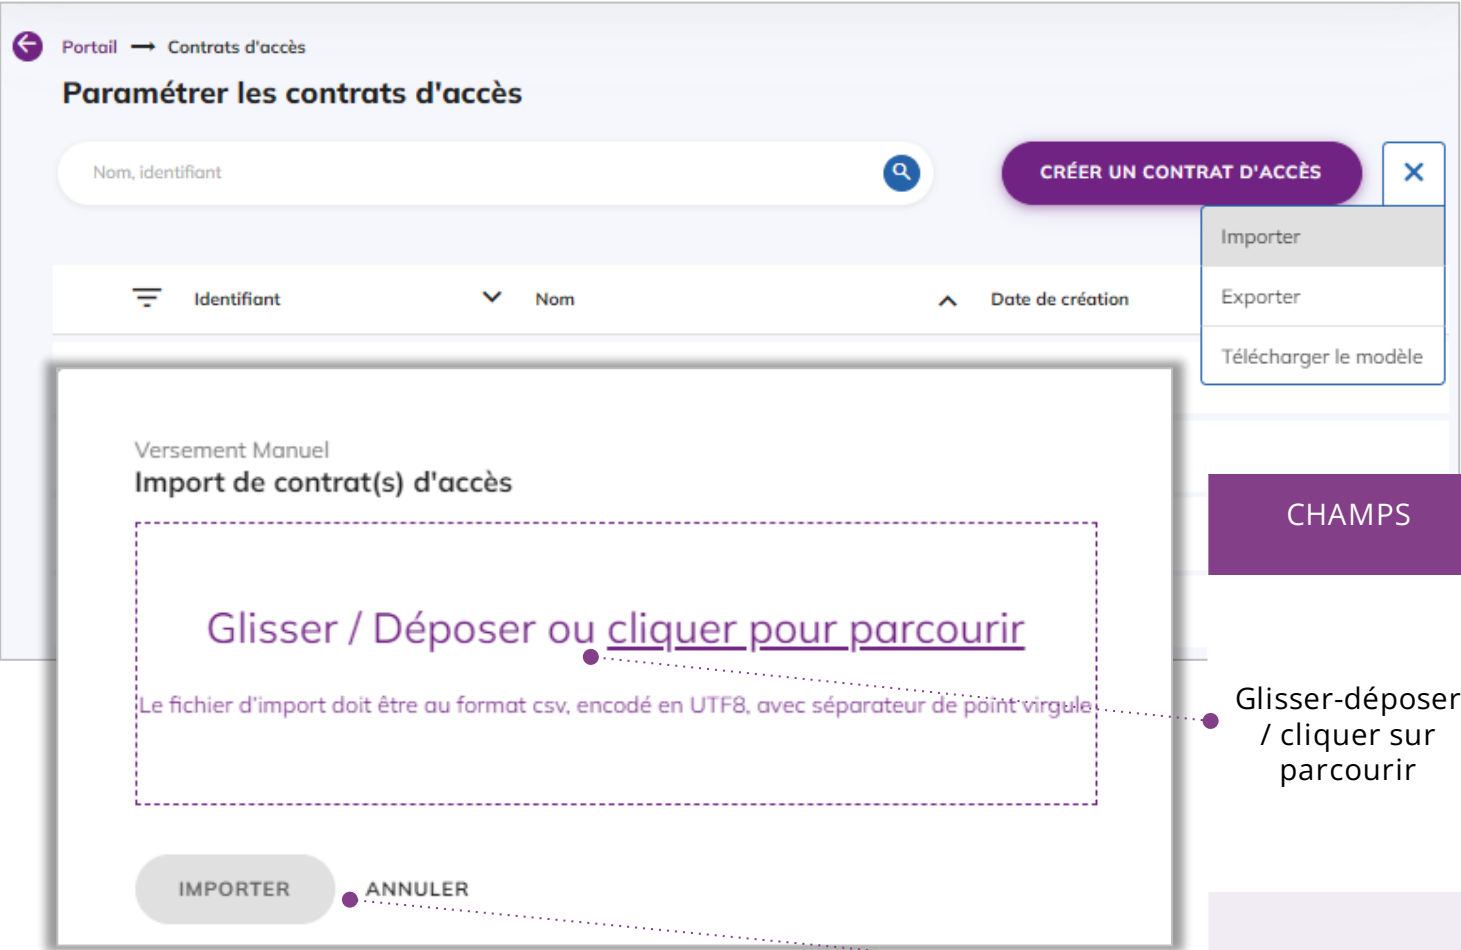 Portail → Contrats d'accès
Paramétrer les contrats d'accès
Nom, identifiant
CRÉER UN CONTRAT D'ACCÈS
Importer
Exporter
Télécharger le modèle
Identifiant
Nom
Date de création
Versement Manuel
Import de contrat(s) d'accès
Glisser / Déposer ou cliquer pour parcourir
Le fichier d'import doit être au format csv, encodé en UTF8, avec séparateur de point virgule
IMPORTER
ANNULER
CHAMPS
Glisser-déposer
/ cliquer sur
parcourir